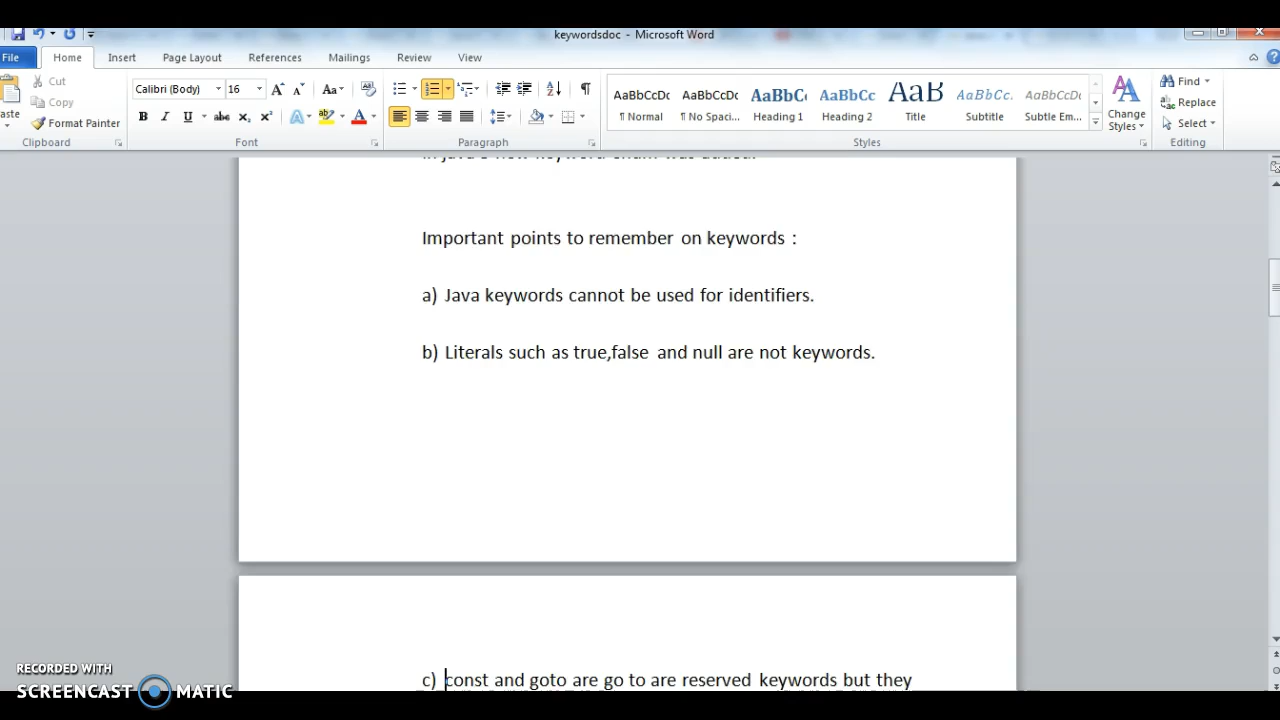 keywordsdoc - Microsoft Word
File Home Insert Page Layout References Mailings Review View
Cut
Copy
Format Painter
Clipboard
Calibri (Body) 16
Font
Paragraph
AaBbCcDc AaBbCcDc AaBbC AaBbCc AaB AaBbCc. AaBbCcDc
¶ Normal ¶ No Spaci... Heading 1 Heading 2 Title Subtitle Subtle Em...
Change
Styles
Styles
Find
Replace
Select
Editing
Important points to remember on keywords :
a) Java keywords cannot be used for identifiers.
b) Literals such as true,false and null are not keywords.
c) const and goto are go to are reserved keywords but they
RECORDED WITH
SCREENCAST MATIC